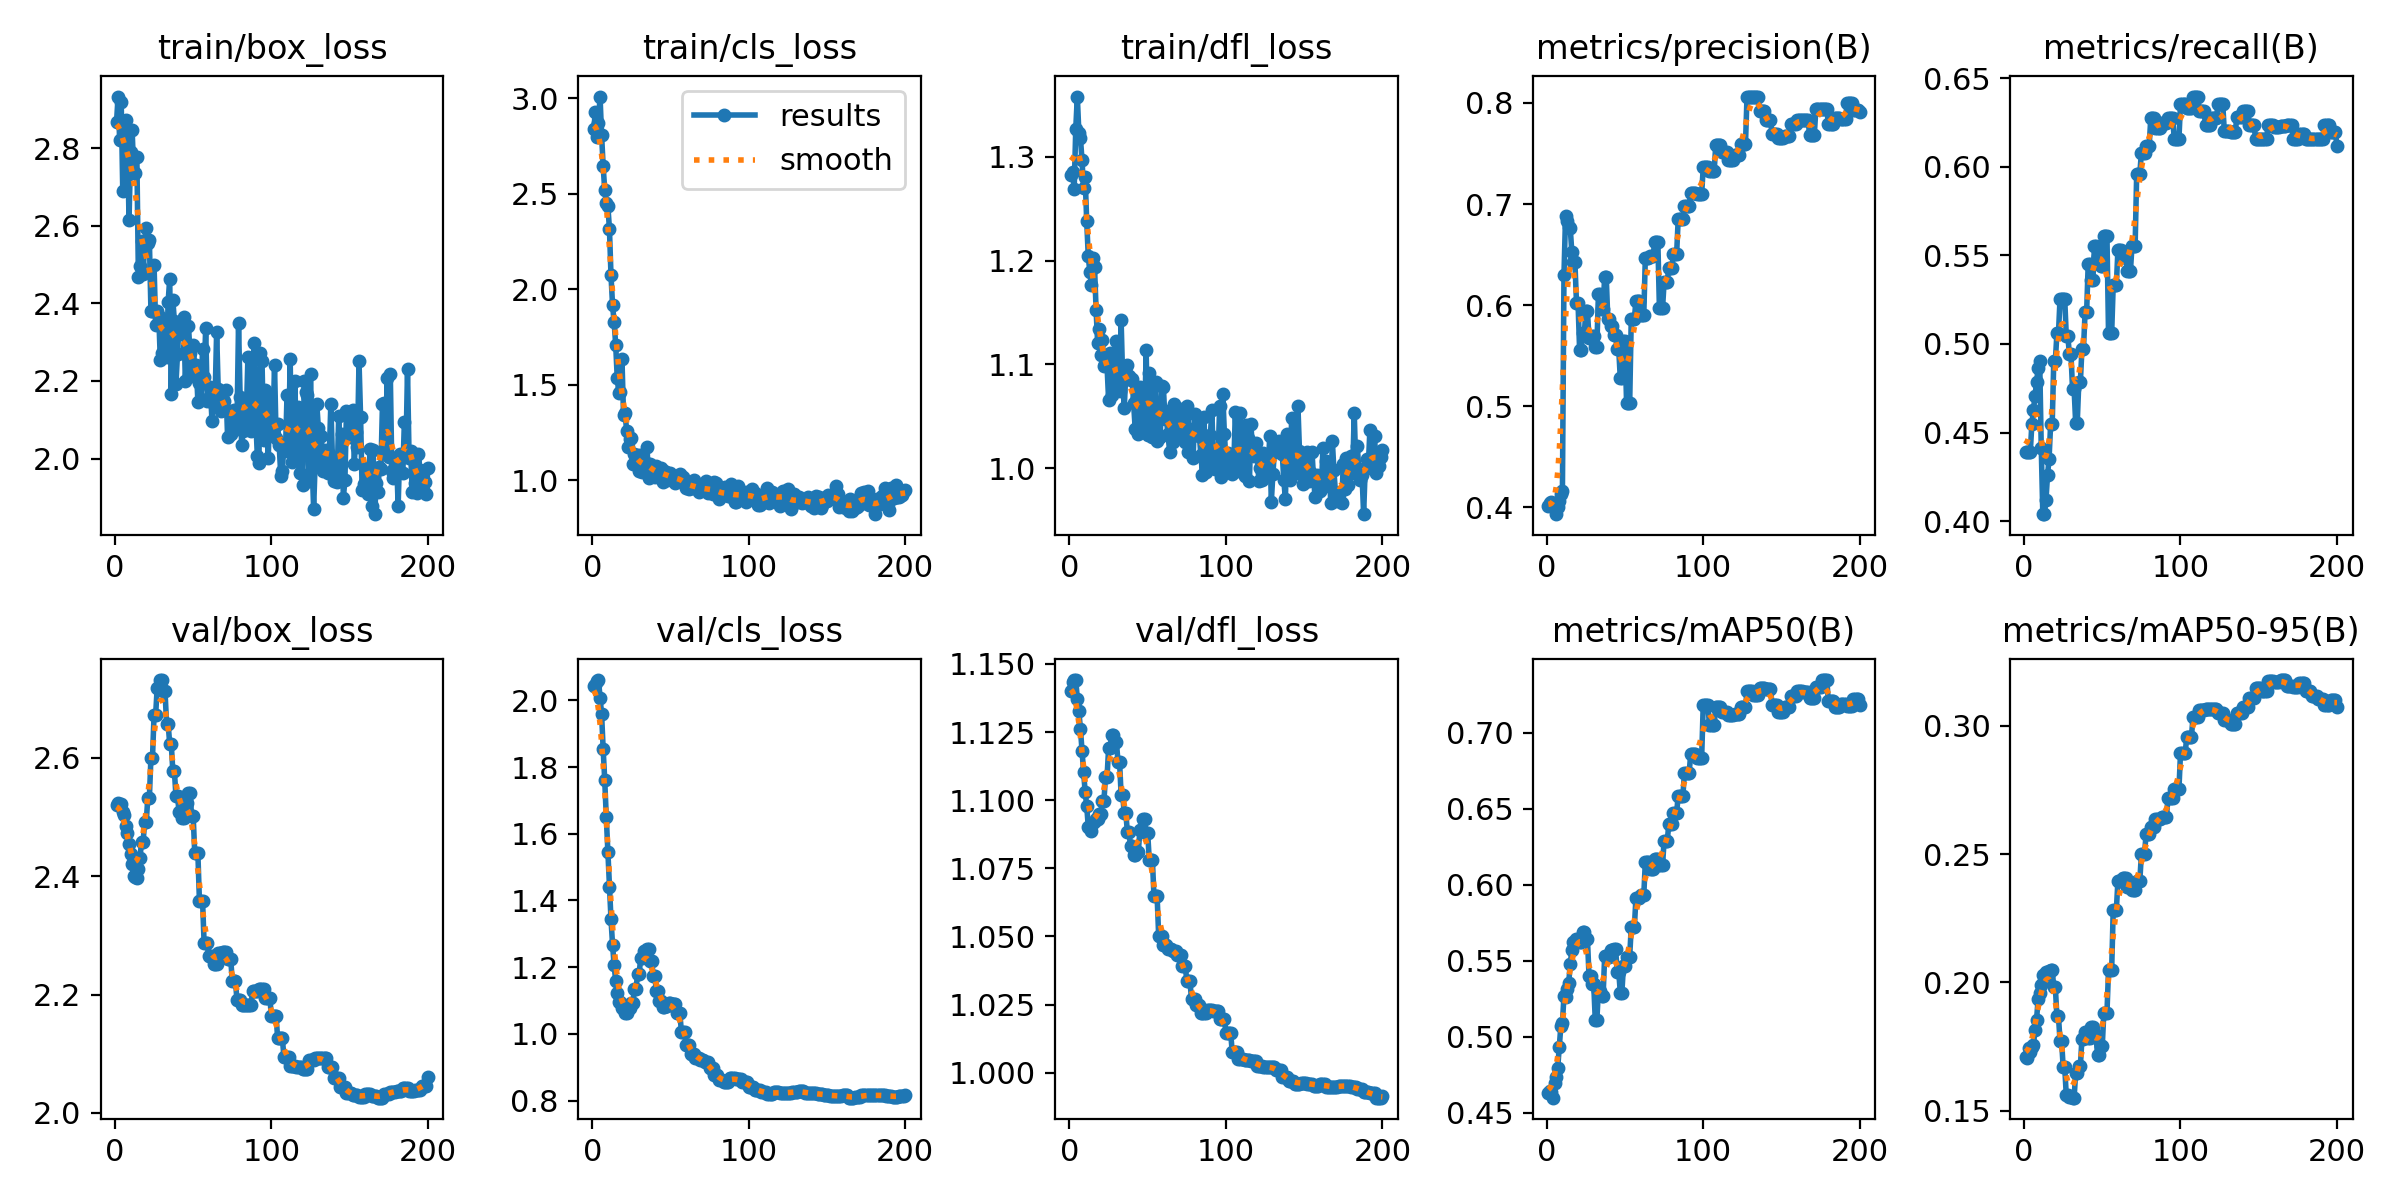 train/box_loss
2.8
2.6
2.4
2.2
2.0
0 100 200
train/cls_loss
results
smooth
3.0
2.5
2.0
1.5
1.0
0 100 200
train/dfl_loss
1.3
1.2
1.1
1.0
0 100 200
metrics/precision(B)
0.8
0.7
0.6
0.5
0.4
0 100 200
metrics/recall(B)
0.65
0.60
0.55
0.50
0.45
0.40
0 100 200
val/box_loss
2.6
2.4
2.2
2.0
0 100 200
val/cls_loss
2.0
1.8
1.6
1.4
1.2
1.0
0.8
0 100 200
val/dfl_loss
1.150
1.125
1.100
1.075
1.050
1.025
1.000
0 100 200
metrics/mAP50(B)
0.70
0.65
0.60
0.55
0.50
0.45
0 100 200
metrics/mAP50-95(B)
0.30
0.25
0.20
0.15
0 100 200